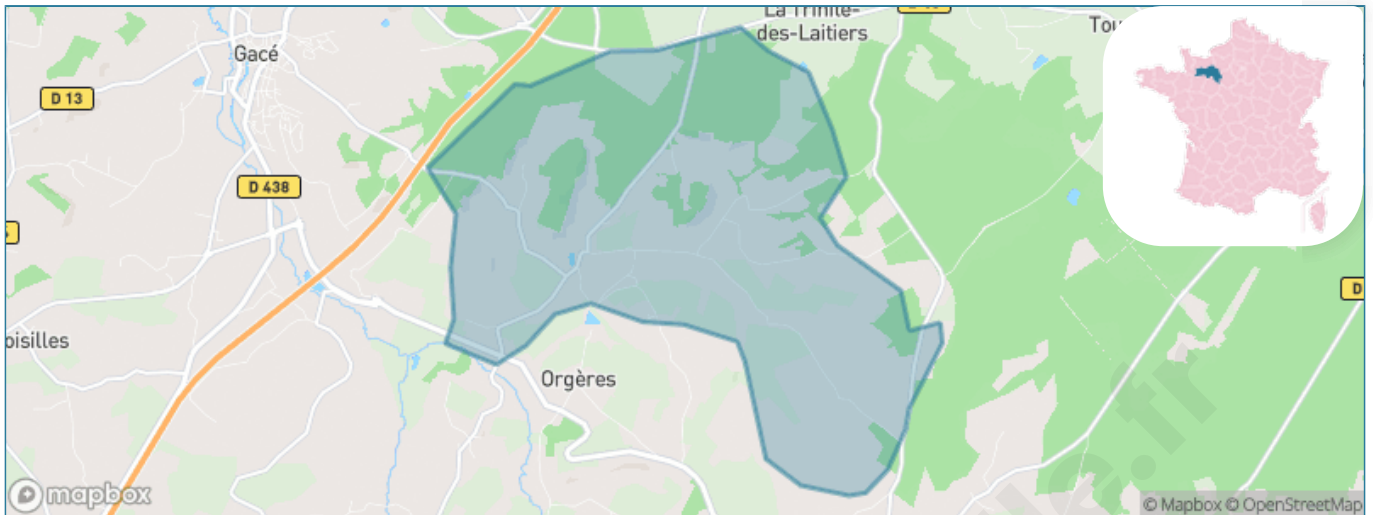 La Trinité-
des-Laitiers
Gacé
D 13
D 438
Orgères
mapbox
© Mapbox © OpenStreetMap